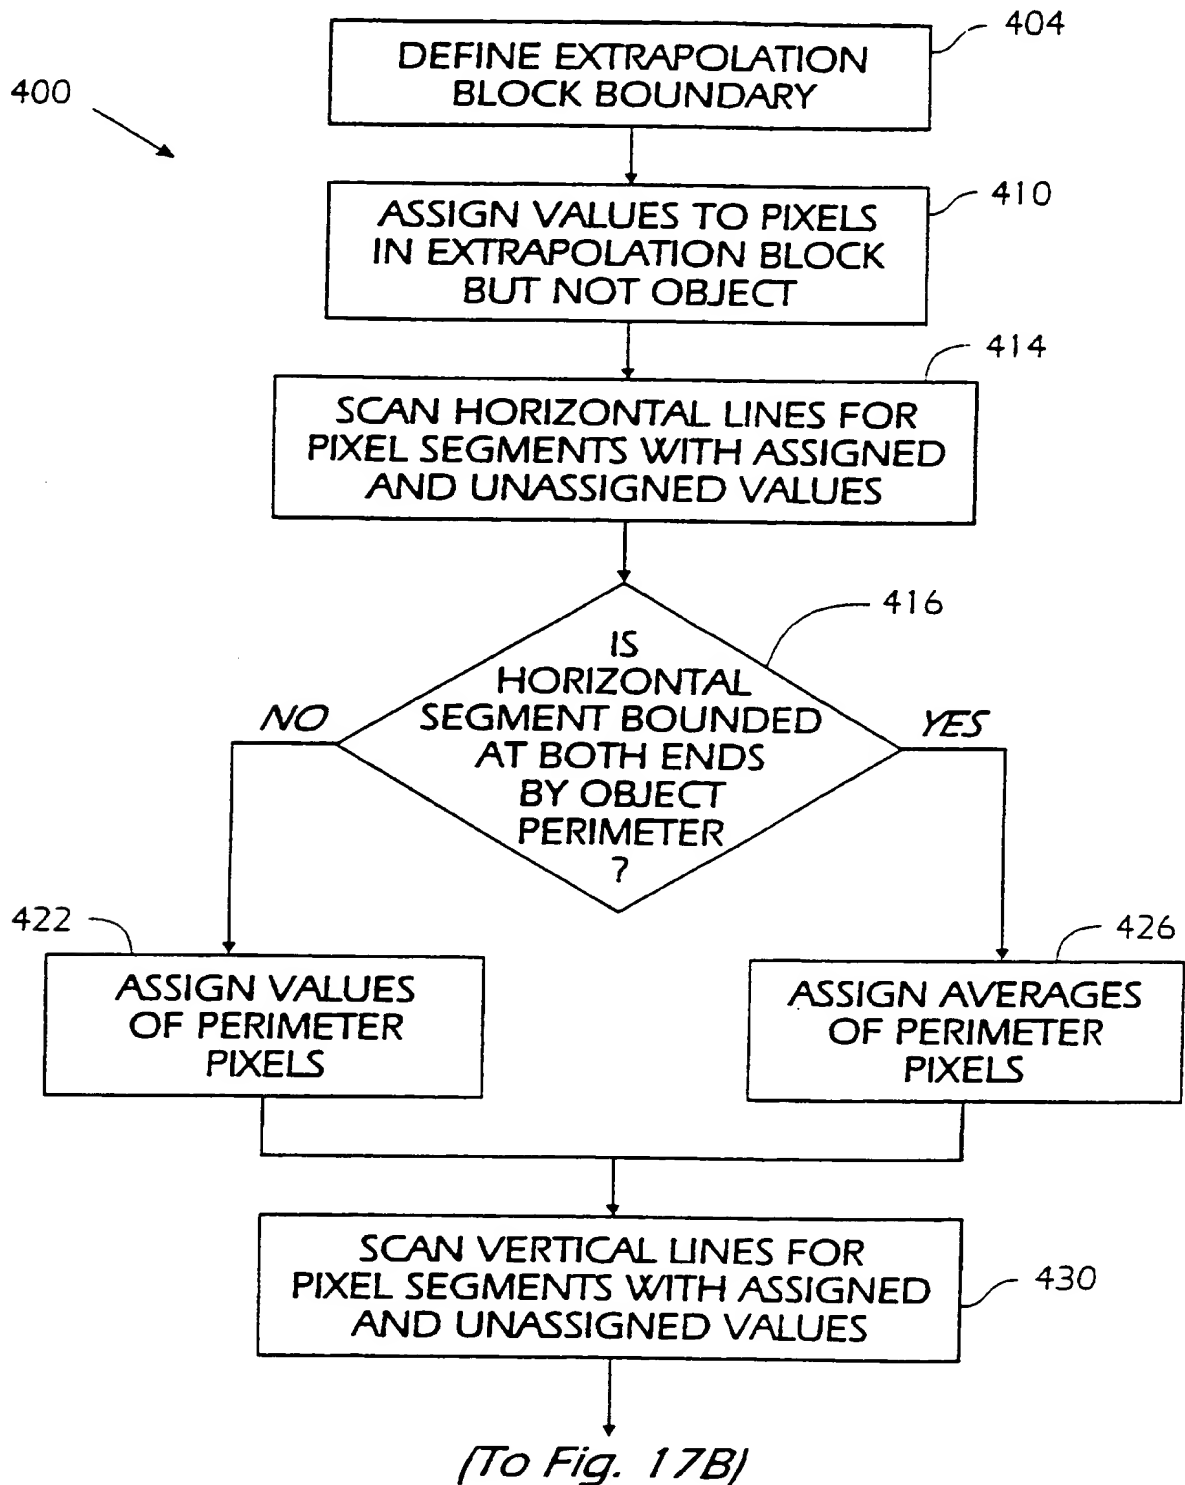 404
DEFINE EXTRAPOLATION
BLOCK BOUNDARY
400
410
ASSIGN VALUES TO PIXELS
IN EXTRAPOLATION BLOCK
BUT NOT OBJECT
414
SCAN HORIZONTAL LINES FOR
PIXEL SEGMENTS WITH ASSIGNED
AND UNASSIGNED VALUES
416
IS
HORIZONTAL
SEGMENT BOUNDED
AT BOTH ENDS
BY OBJECT
PERIMETER
?
NO
YES
422
ASSIGN VALUES
OF PERIMETER
PIXELS
426
ASSIGN AVERAGES
OF PERIMETER
PIXELS
SCAN VERTICAL LINES FOR
PIXEL SEGMENTS WITH ASSIGNED
AND UNASSIGNED VALUES
430
(To Fig. 17B)